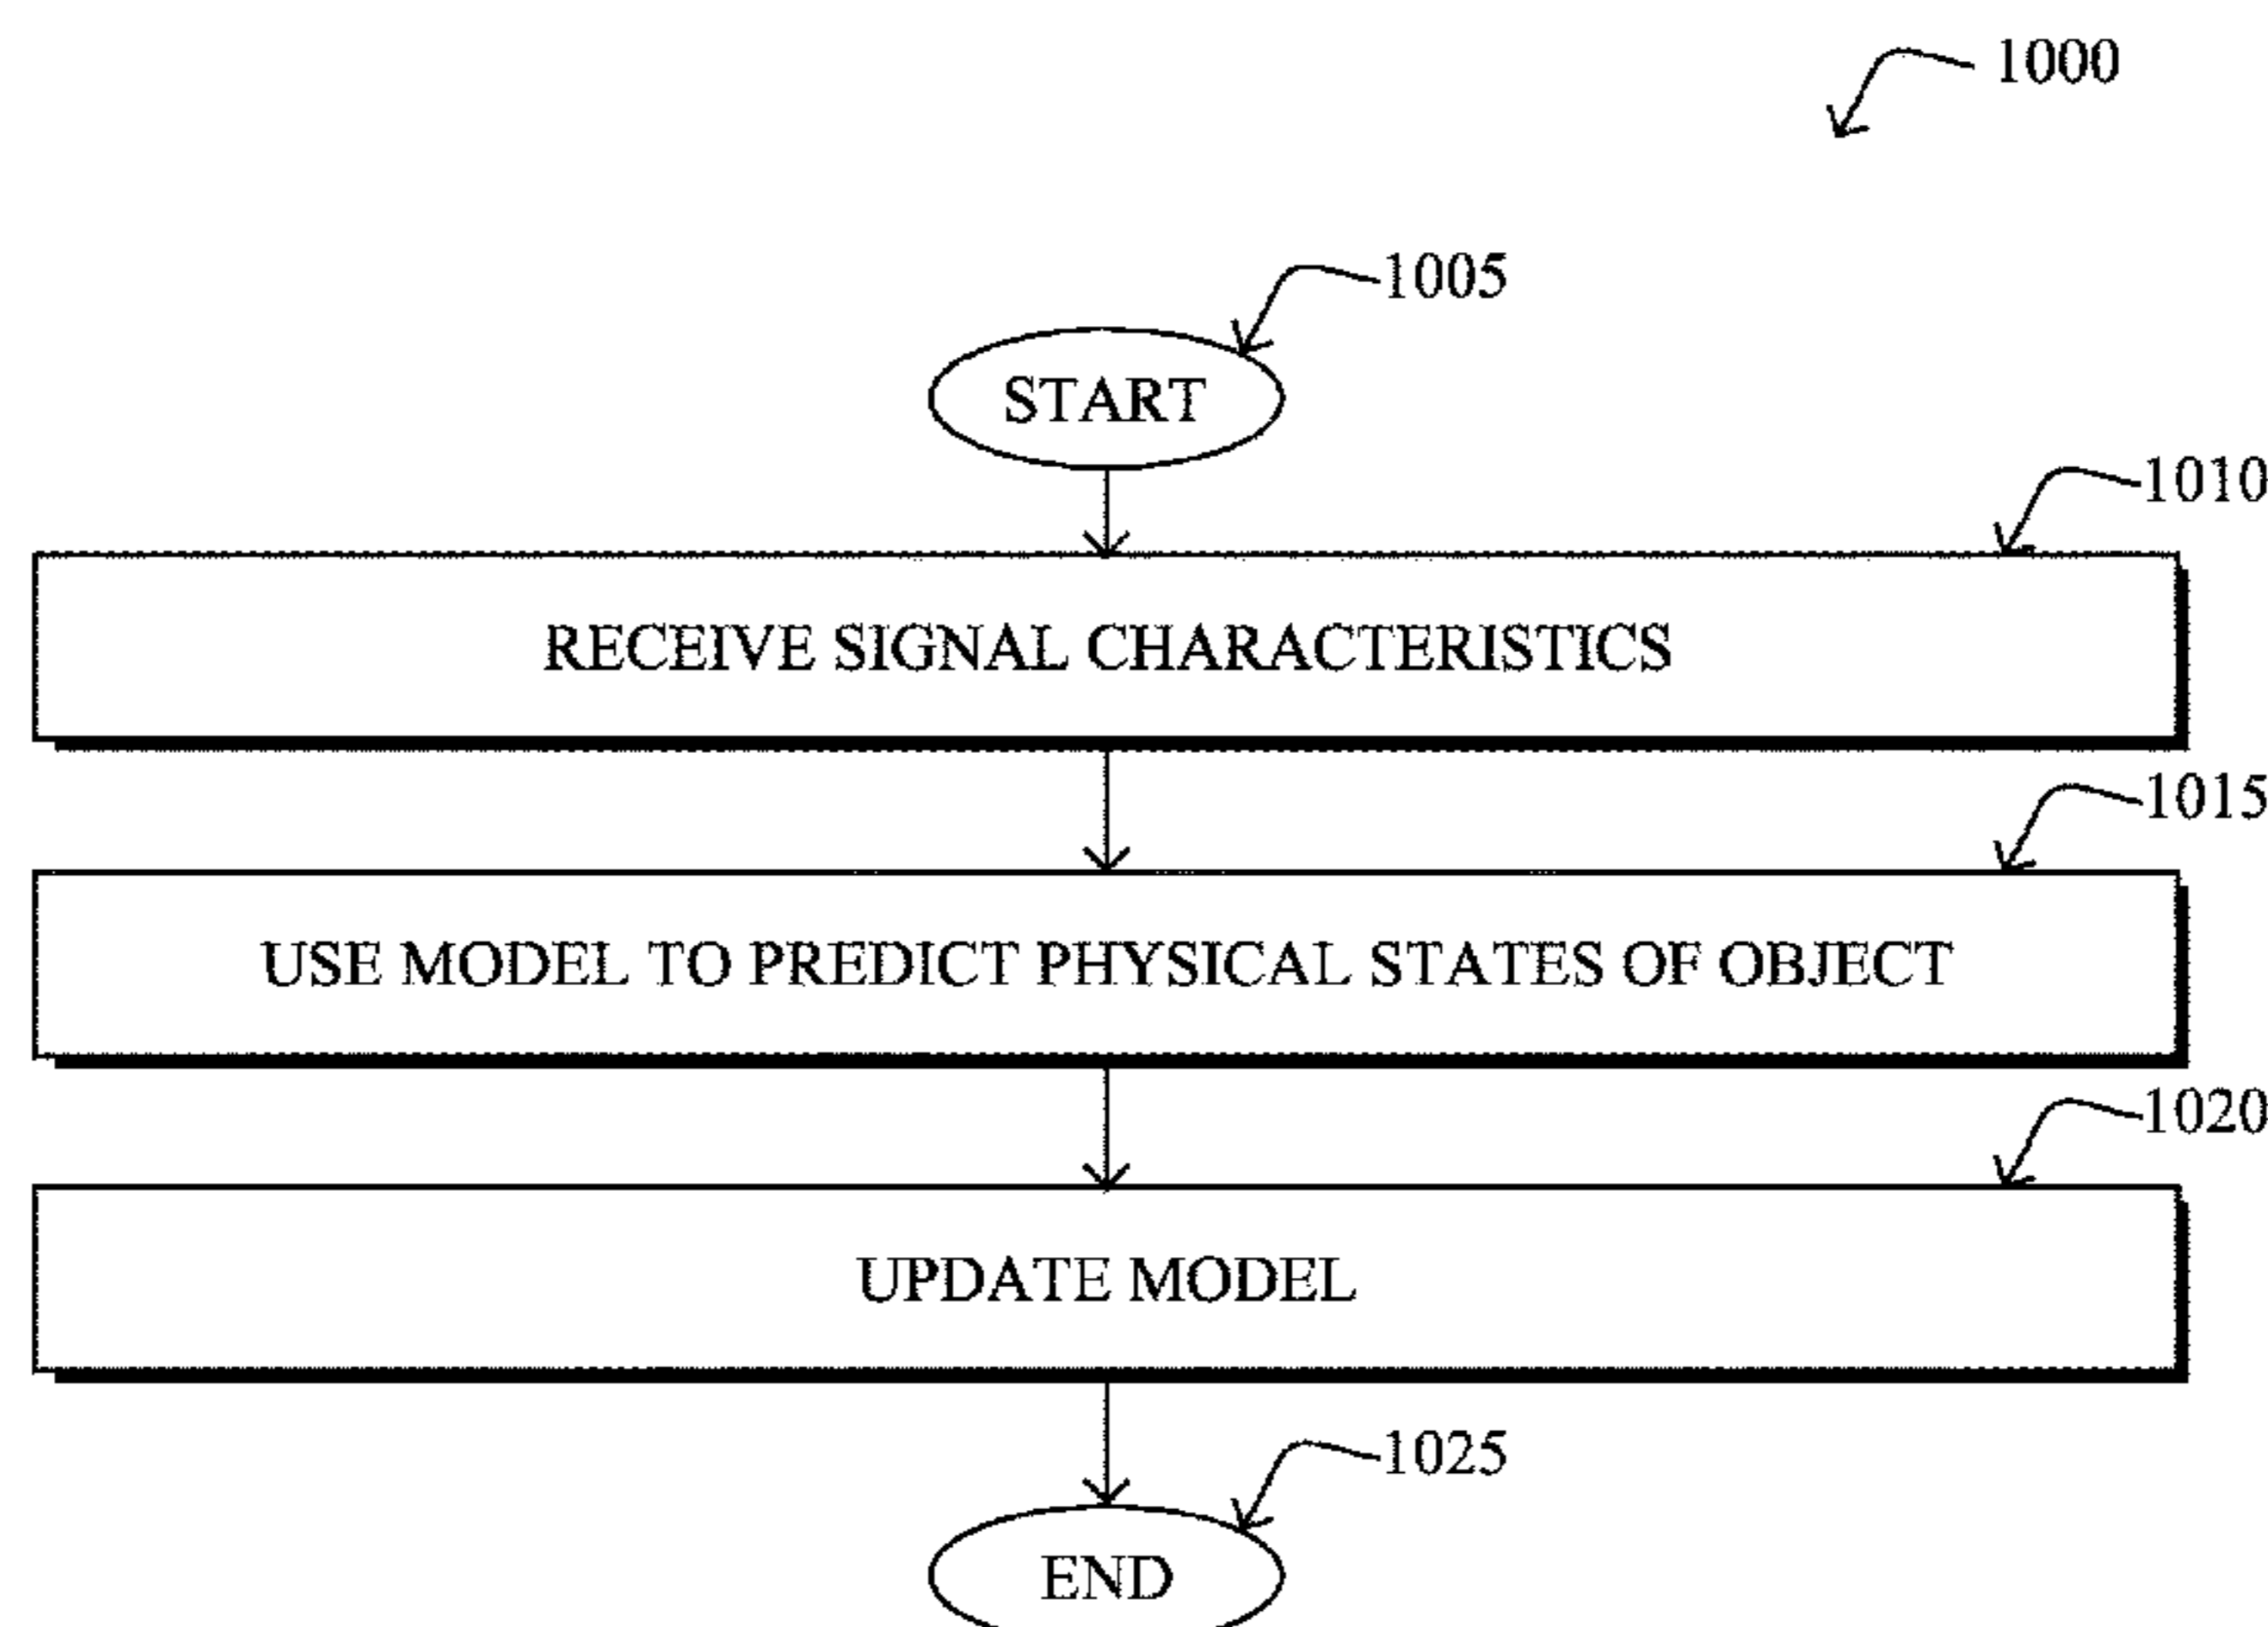 1000
1005
START
1010
RECEIVE SIGNAL CHARACTERISTICS
1015
USE MODEL TO PREDICT PHYSICAL STATES OF OBJECT
1020
UPDATE MODEL
1025
END